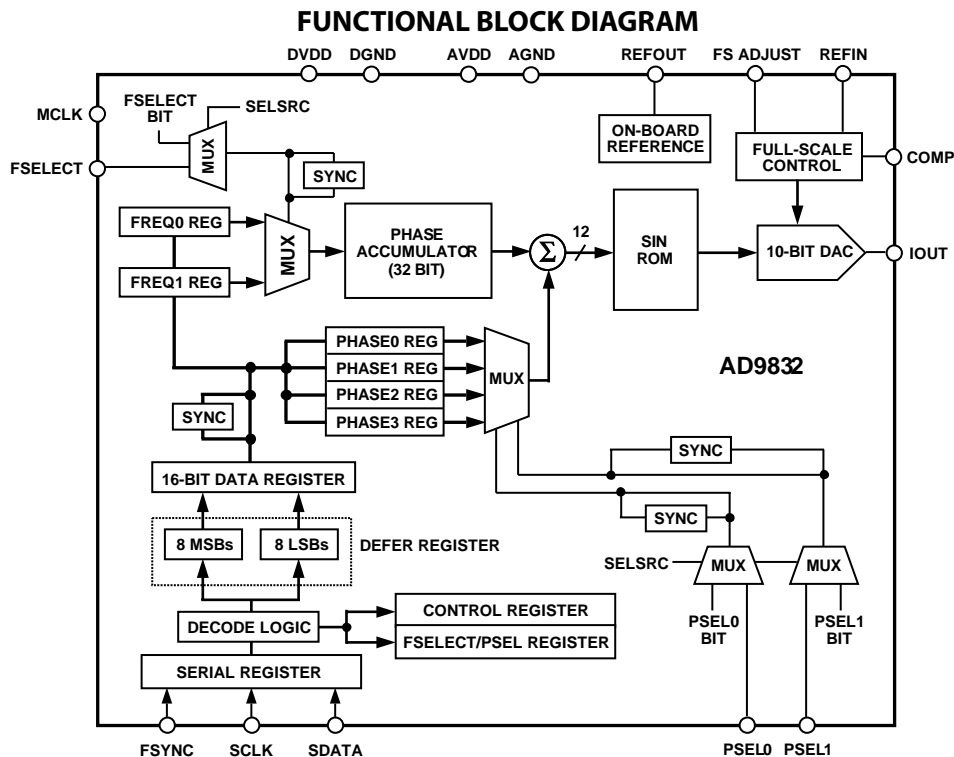 FUNCTIONAL BLOCK DIAGRAM
DVDD DGND AVDD AGND REFOUT FS ADJUST REFIN
MCLK
FSELECT
BIT
SELSRC
FSELECT
MUX
SYNC
ON-BOARD
REFERENCE
FULL-SCALE
CONTROL
COMP
FREQ0 REG
FREQ1 REG
MUX
PHASE
ACCUMULATOR
(32 BIT)
Σ
12
SIN
ROM
10-BIT DAC
IOUT
PHASE0 REG
PHASE1 REG
PHASE2 REG
PHASE3 REG
MUX
AD9832
SYNC
SYNC
16-BIT DATA REGISTER
SYNC
8 MSBs
8 LSBs
DEFER REGISTER
SELSRC
MUX
MUX
DECODE LOGIC
CONTROL REGISTER
FSELECT/PSEL REGISTER
PSEL0
BIT
PSEL1
BIT
SERIAL REGISTER
FSYNC SCLK SDATA PSEL0 PSEL1